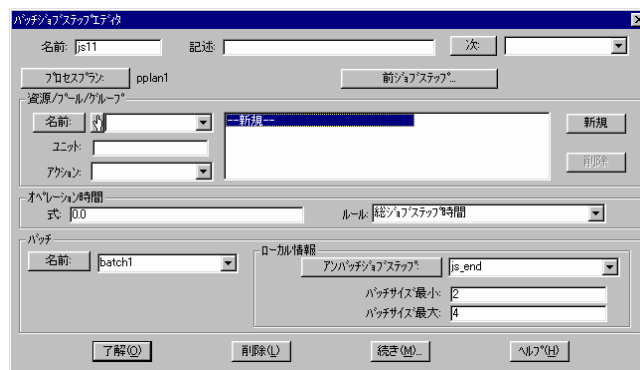 バッチジョブステップエディタ
名前: js11 記述: 次:
プロセスプラン: pplan1 前ジョブステップ...
資源/プール/グループ
名前: --新規-- 新規
ユニット:
アクション: 削除
オペレーション時間
式: 0.0 ルール: 総ジョブステップ時間
バッチ
ローカル情報
名前: batch1 アンバッチジョブステップ: js_end
バッチサイズ最小: 2
バッチサイズ最大: 4
了解(O) 削除(L) 続き(M)... ヘルプ(H)